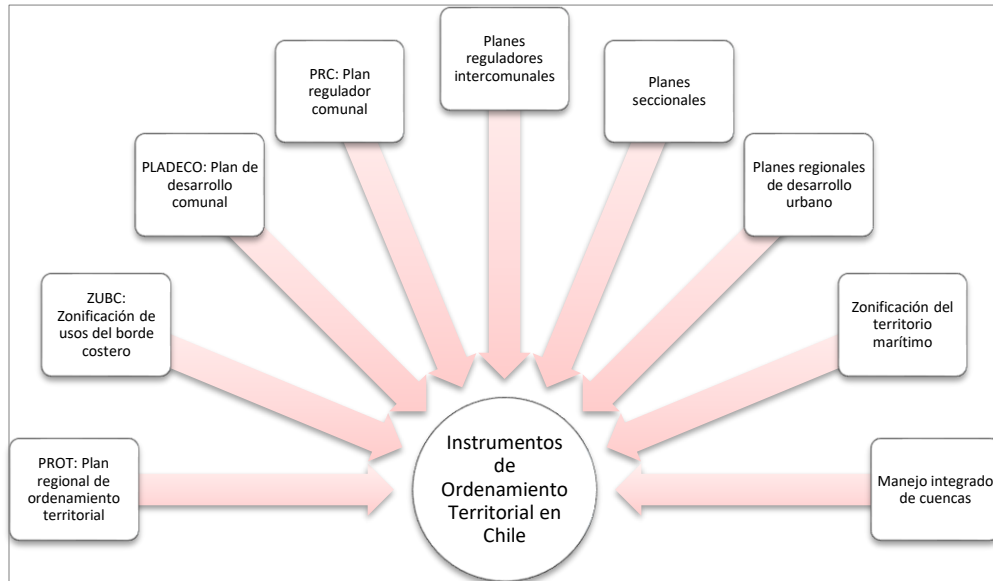 Planes
reguladores
intercomunales
PRC: Plan
regulador
comunal
Planes
seccionales
PLADECO: Plan de
desarrollo
comunal
Planes regionales
de desarrollo
urbano
ZUBC:
Zonificación de
usos del borde
costero
Zonificación del
territorio
marítimo
PROT: Plan
regional de
ordenamiento
territorial
Instrumentos
de
Ordenamiento
Territorial en
Chile
Manejo integrado
de cuencas